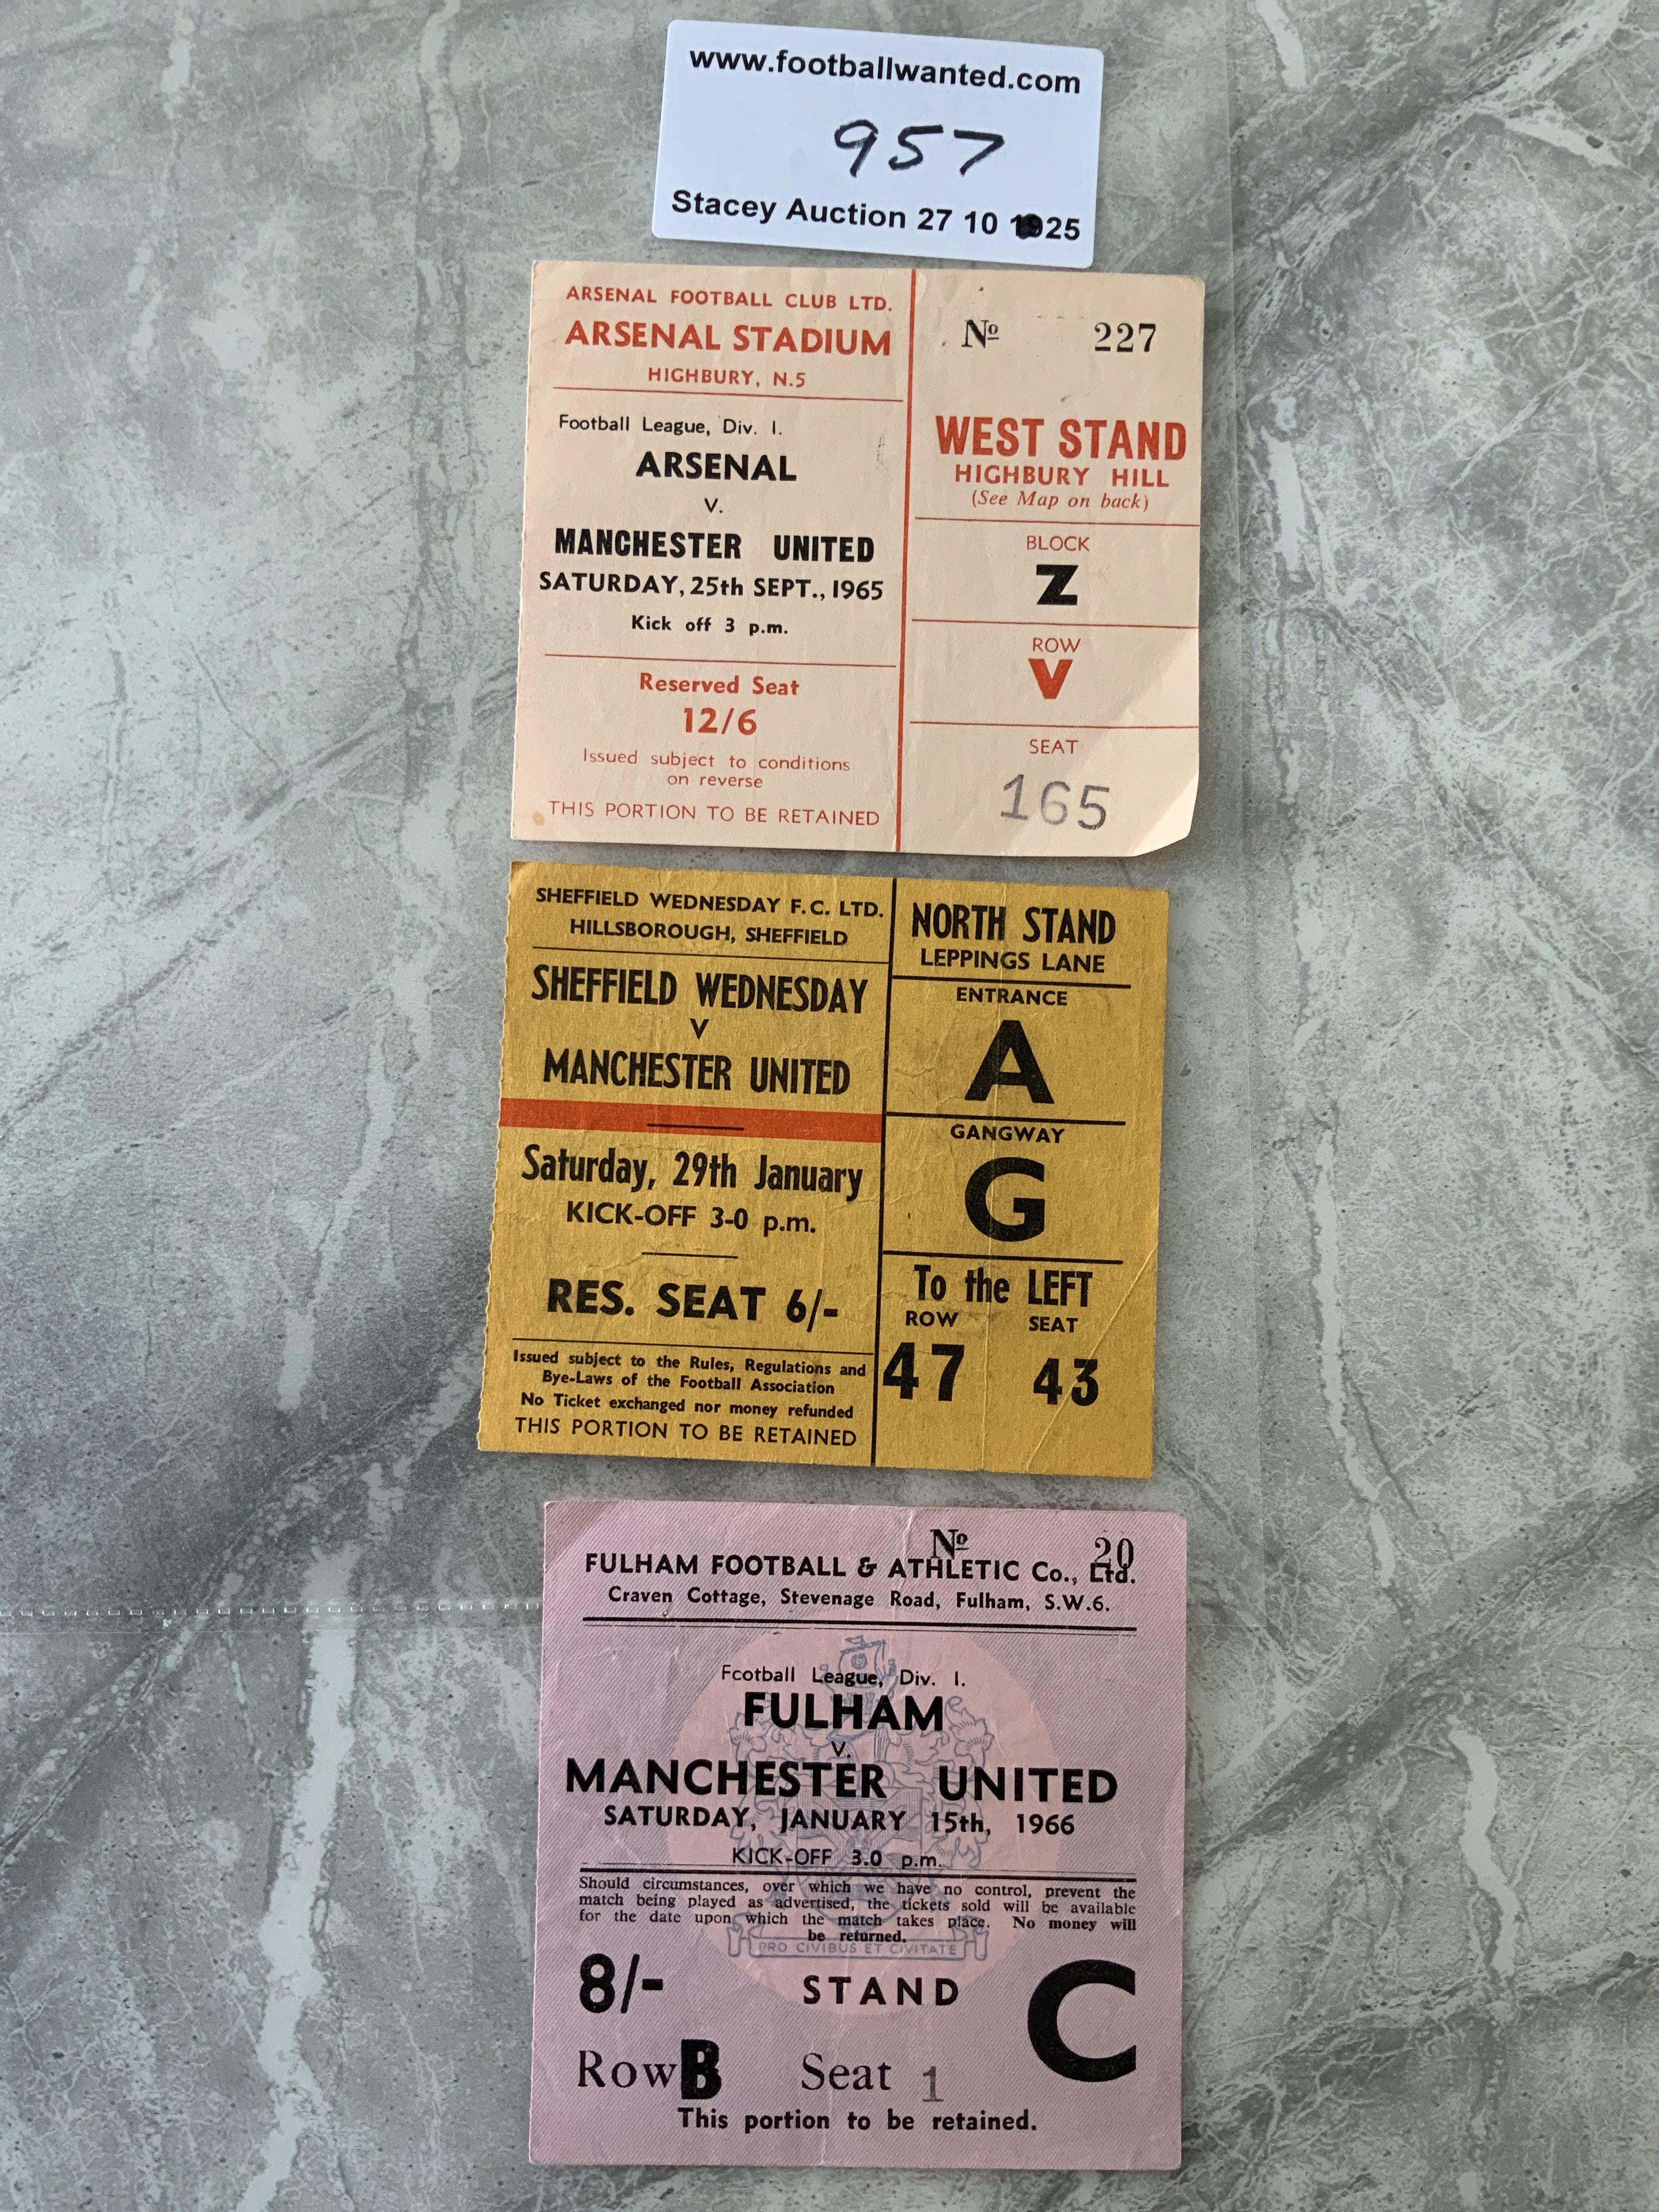 www.footballwanted.com
957
Stacey Auction 27 10 1925
ARSENAL FOOTBALL CLUB LTD.
ARSENAL STADIUM
HIGHBURY, N.5
Football League, Div. I.
ARSENAL
v.
MANCHESTER UNITED
SATURDAY, 25th SEPT., 1965
Kick off 3 p.m.
Reserved Seat
12/6
Issued subject to conditions
on reverse
THIS PORTION TO BE RETAINED
Nº 227
WEST STAND
HIGHBURY HILL
(See Map on back)
BLOCK
Z
ROW
V
SEAT
165
SHEFFIELD WEDNESDAY F.C. LTD.
HILLSBOROUGH, SHEFFIELD
SHEFFIELD WEDNESDAY
V
MANCHESTER UNITED
Saturday, 29th January
KICK-OFF 3-0 p.m.
RES. SEAT 6/-
Issued subject to the Rules, Regulations and
Bye-Laws of the Football Association
No Ticket exchanged nor money refunded
THIS PORTION TO BE RETAINED
NORTH STAND
LEPPINGS LANE
ENTRANCE
A
GANGWAY
G
To the LEFT
ROW SEAT
47 43
Nº 20
FULHAM FOOTBALL & ATHLETIC Co., Ltd.
Craven Cottage, Stevenage Road, Fulham, S.W.6.
Football League, Div. I.
FULHAM
v.
MANCHESTER UNITED
SATURDAY, JANUARY 15th, 1966
KICK-OFF 3.0 p.m.
Should circumstances, over which we have no control, prevent the
match being played as advertised, the tickets sold will be available
for the date upon which the match takes place. No money will
be returned.
PRO CIVIBUS ET CIVITATE
8/- STAND C
Row B Seat 1
This portion to be retained.